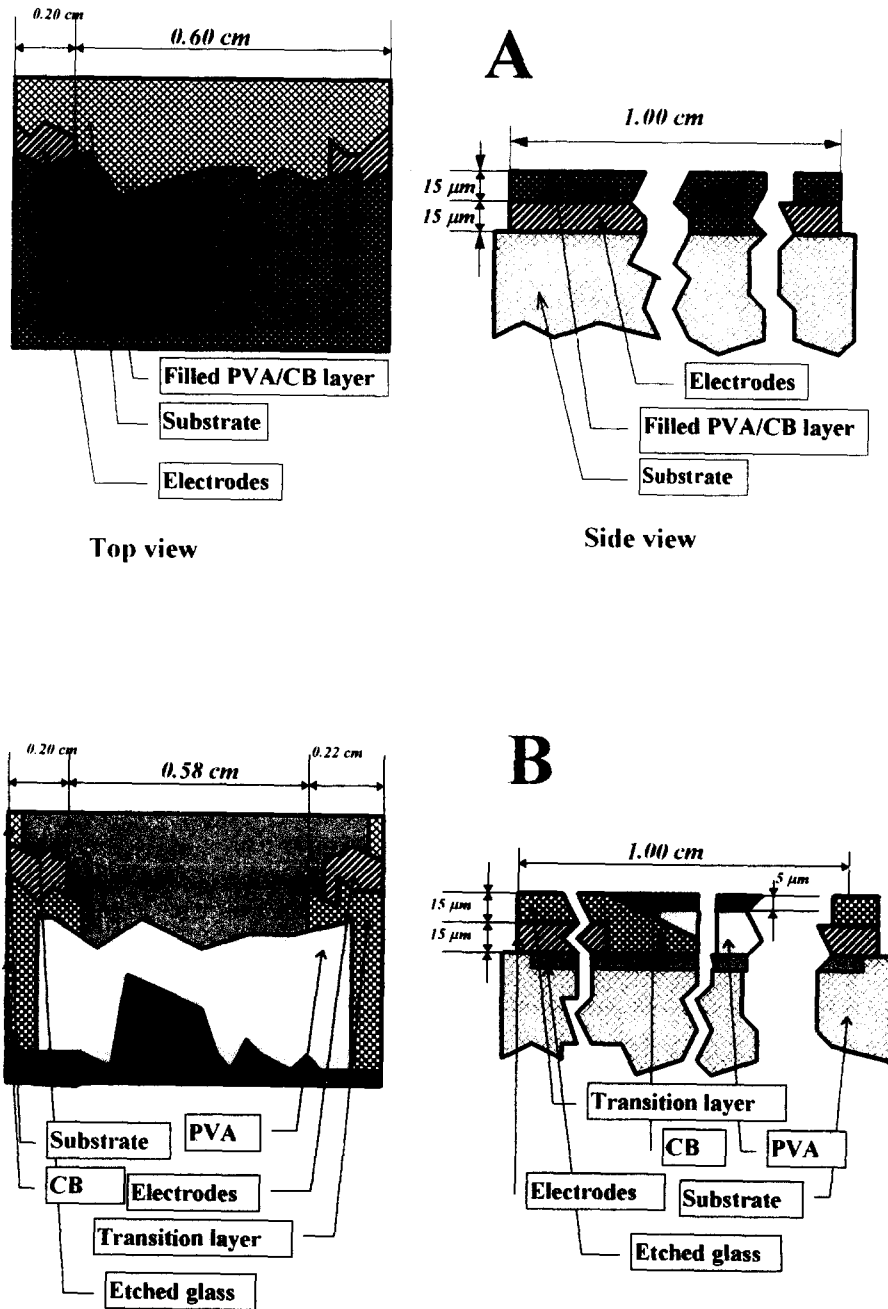 0.20 cm
0.60 cm
A
1.00 cm
15 µm
15 µm
Filled PVA/CB layer
Substrate
Electrodes
Top view
Electrodes
Filled PVA/CB layer
Substrate
Side view
B
0.20 cm
0.58 cm
0.22 cm
1.00 cm
5 µm
15 µm
15 µm
Substrate
PVA
CB
Electrodes
Transition layer
Etched glass
Transition layer
CB
PVA
Electrodes
Substrate
Etched glass